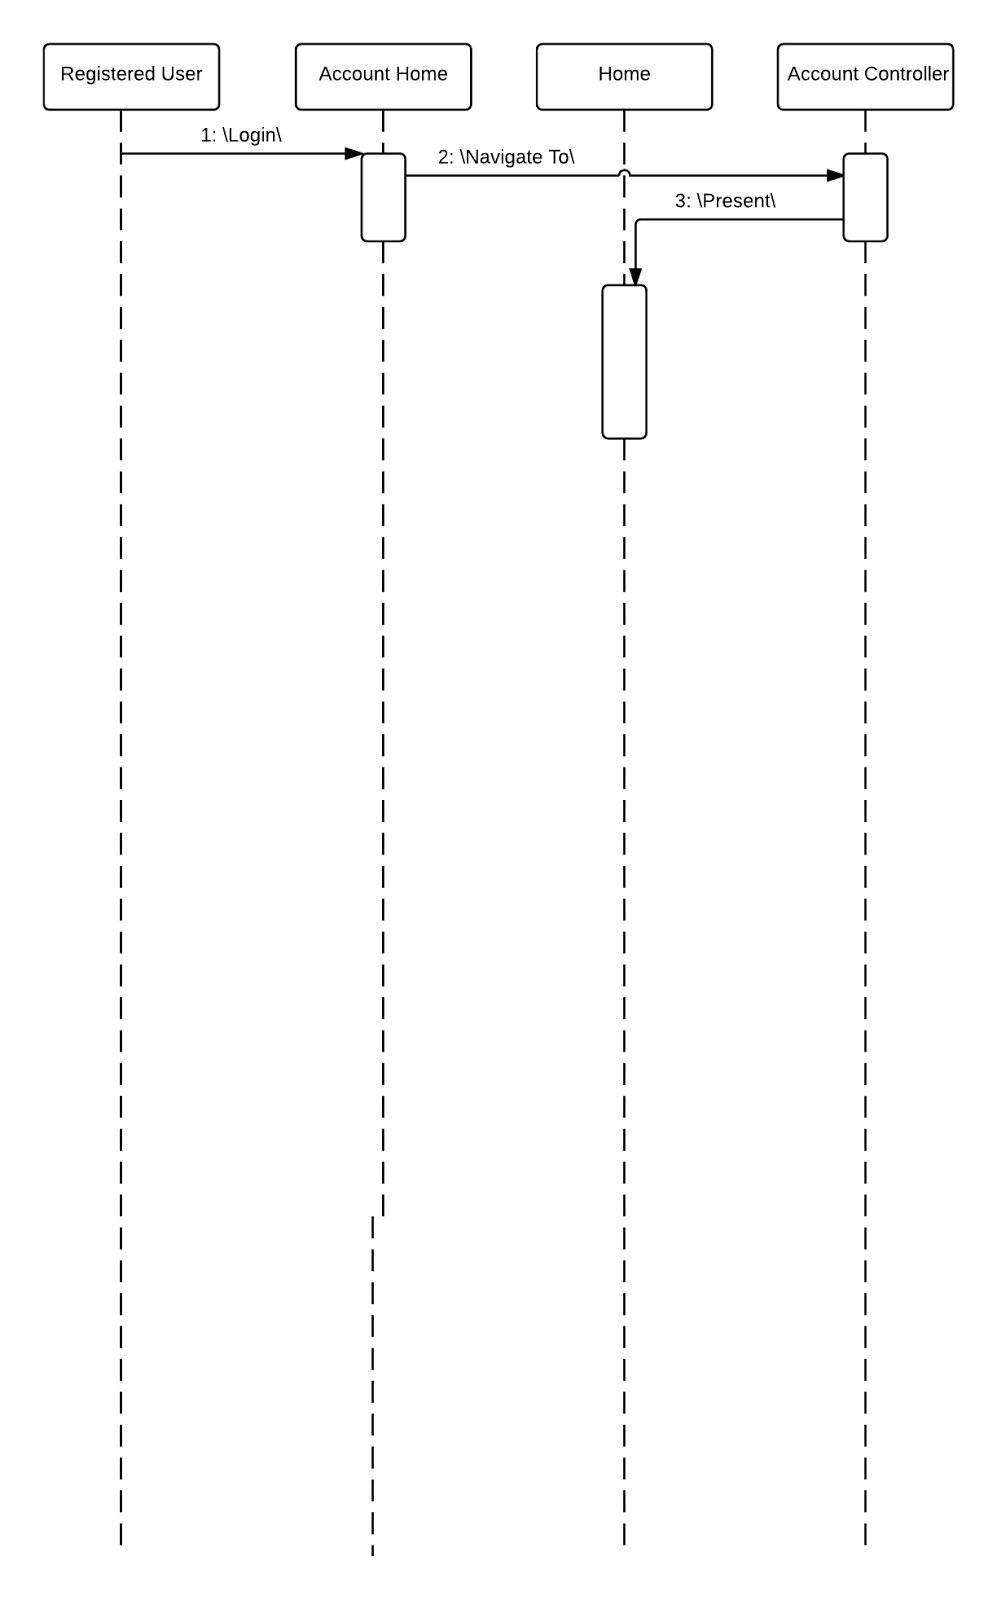 Registered User
Account Home
Home
Account Controller
1: \Login\
2: \Navigate To\
3: \Present\